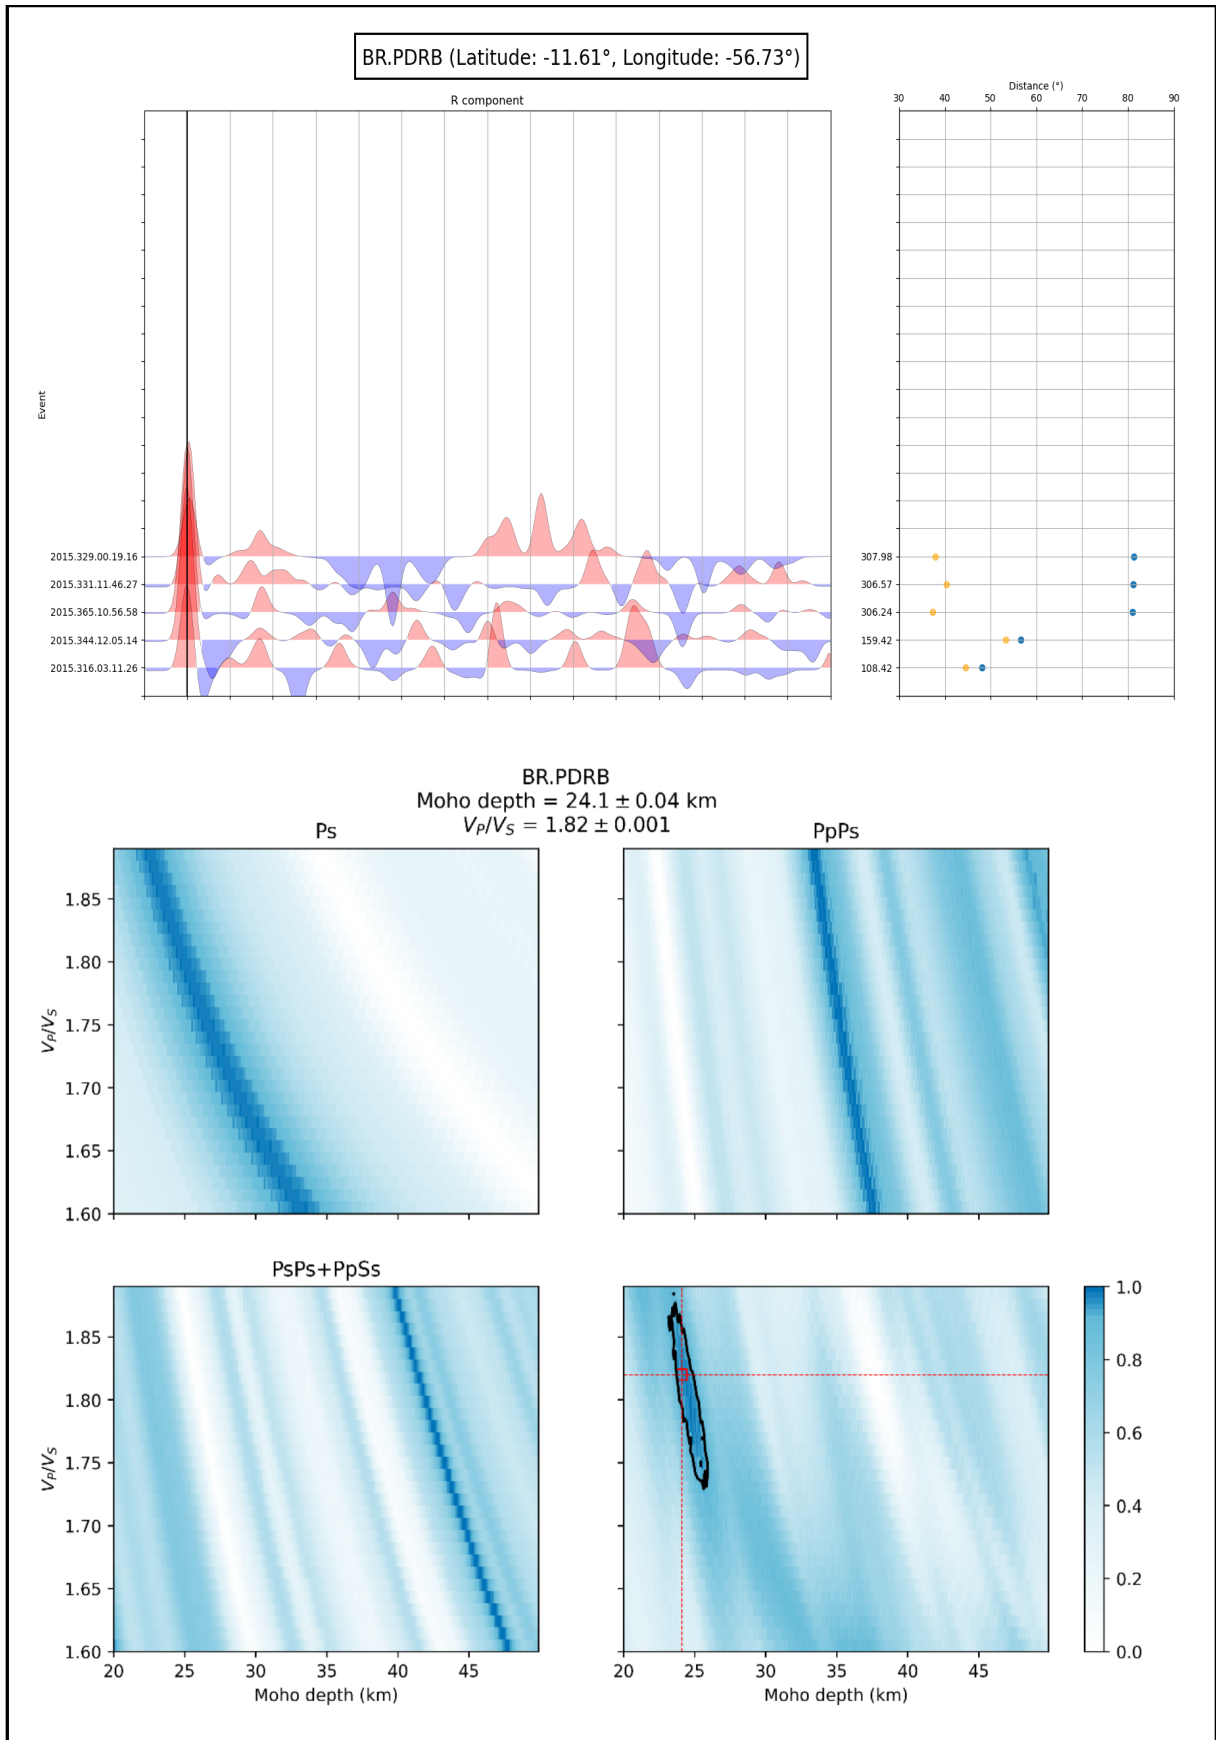 BR.PDRB (Latitude: -11.61°, Longitude: -56.73°)
R component
Distance (°)
30 40 50 60 70 80 90
Event
2015.329.00.19.16
307.98
2015.331.11.46.27
306.57
2015.365.10.56.58
306.24
2015.344.12.05.14
159.42
2015.316.03.11.26
108.42
BR.PDRB
Moho depth = 24.1 ± 0.04 km
V_P/V_S = 1.82 ± 0.001
Ps
PpPs
V_P/V_S
1.85
1.80
1.75
1.70
1.65
1.60
PsPs+PpSs
V_P/V_S
1.85
1.80
1.75
1.70
1.65
1.60
20 25 30 35 40 45
Moho depth (km)
20 25 30 35 40 45
Moho depth (km)
1.0
0.8
0.6
0.4
0.2
0.0